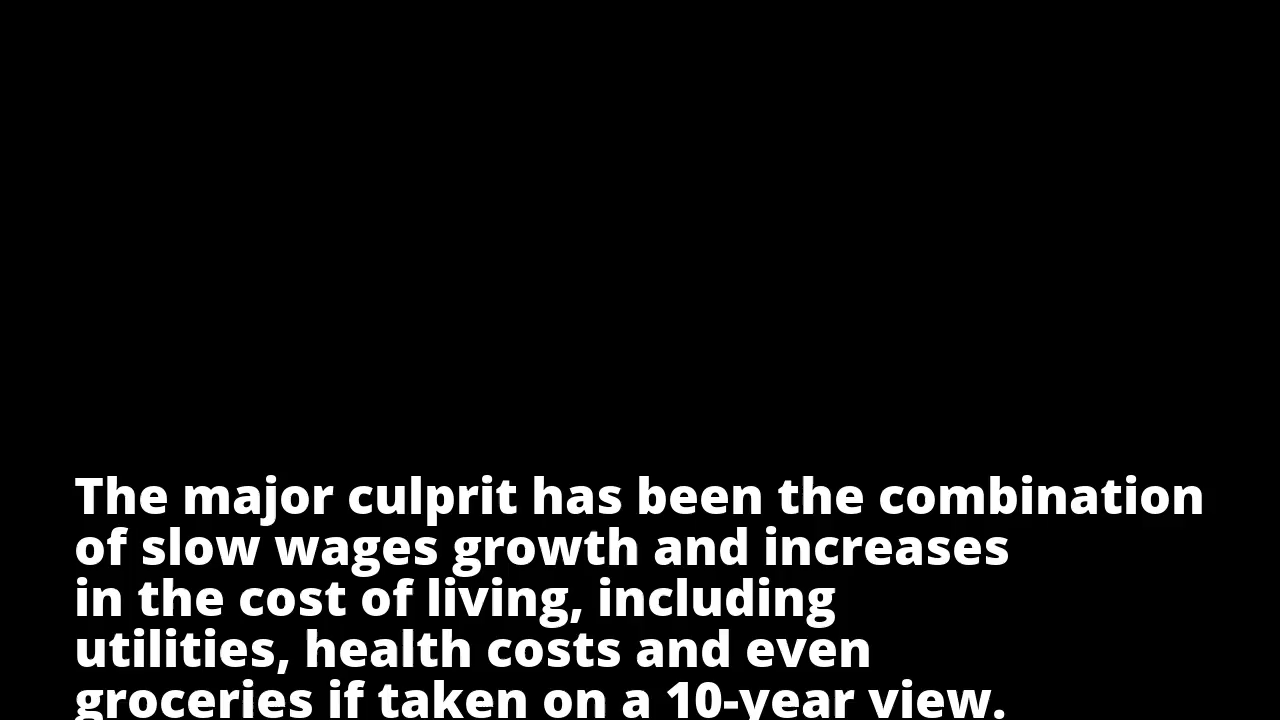 The major culprit has been the combination
of slow wages growth and increases
in the cost of living, including
utilities, health costs and even
groceries if taken on a 10-year view.